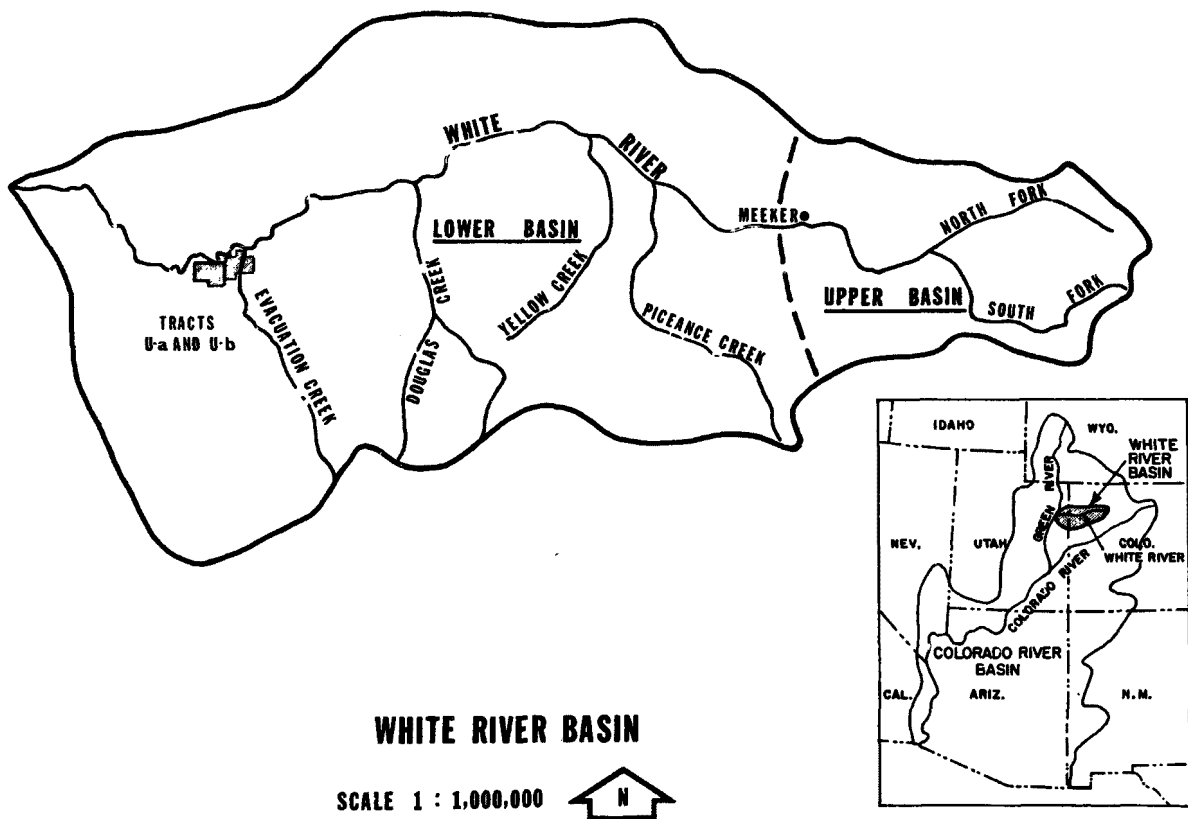 WHITE
RIVER
MEEKER
NORTH FORK
LOWER BASIN
CREEK
YELLOW CREEK
UPPER BASIN
SOUTH FORK
TRACTS
U-a AND U-b
EVACUATION CREEK
DOUGLAS
PICEANCE CREEK
IDAHO
WYO.
WHITE
RIVER
BASIN
GREEN RIVER
NEV.
UTAH
COLO.
WHITE RIVER
COLORADO RIVER
COLORADO RIVER
BASIN
CAL.
ARIZ.
N.M.
WHITE RIVER BASIN
SCALE 1 : 1,000,000
N